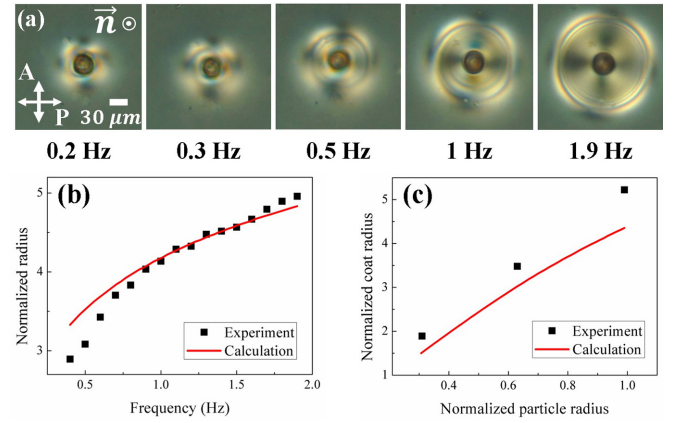 (a)
n⃗ ⊙
A
P 30 μm
0.2 Hz 0.3 Hz 0.5 Hz 1 Hz 1.9 Hz
(b)
5
4
3
Normalized radius
Experiment
Calculation
0.5 1.0 1.5 2.0
Frequency (Hz)
(c)
5
4
3
2
1
Normalized coat radius
Experiment
Calculation
0.4 0.6 0.8 1.0
Normalized particle radius